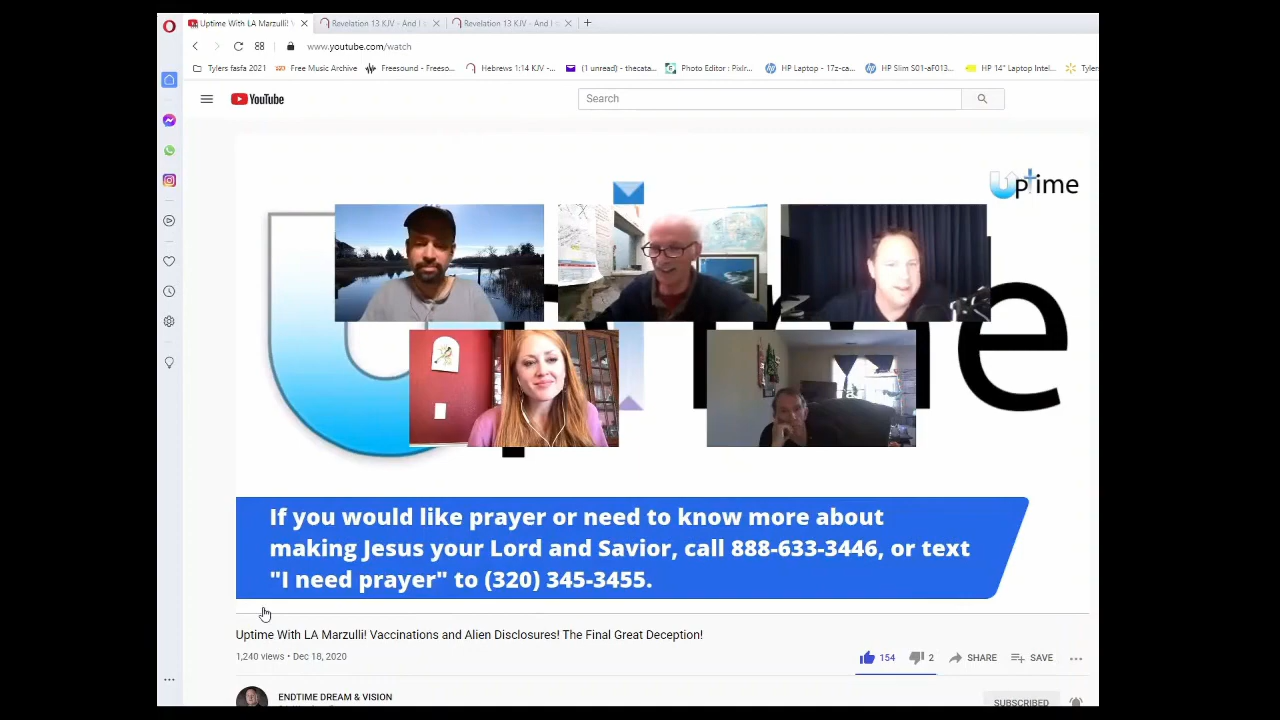 Uptime With LA Marzulli!
Revelation 13 KJV - And I
Revelation 13 KJV - And I
www.youtube.com/watch
Tylers fasfa 2021
Free Music Archive
Freesound - Freeso...
Hebrews 1:14 KJV -...
(1 unread) - thecata...
Photo Editor : Pixlr...
HP Laptop - 17z-ca...
HP Slim S01-aF013...
HP 14" Laptop Intel...
Tyler
YouTube
Search
Uptime
If you would like prayer or need to know more about
making Jesus your Lord and Savior, call 888-633-3446, or text
"I need prayer" to (320) 345-3455.
Uptime With LA Marzulli! Vaccinations and Alien Disclosures! The Final Great Deception!
1,240 views • Dec 18, 2020
154
2
SHARE
SAVE
ENDTIME DREAM & VISION
SUBSCRIBED